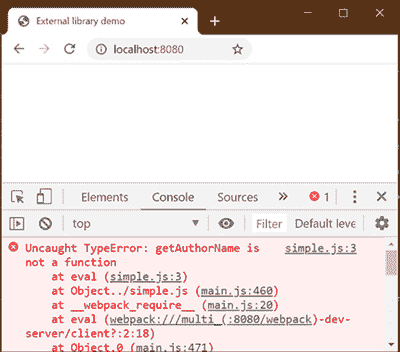 External library demo
localhost:8080
Elements Console Sources » 1
top Filter Default leve
Uncaught TypeError: getAuthorName is simple.js:3
not a function
at eval (simple.js:3)
at Object../simple.js (main.js:460)
at __webpack_require__ (main.js:20)
at eval (webpack:///multi_(:8080/webpack)-dev-
server/client?:2:18)
at Object.0 (main.js:471)